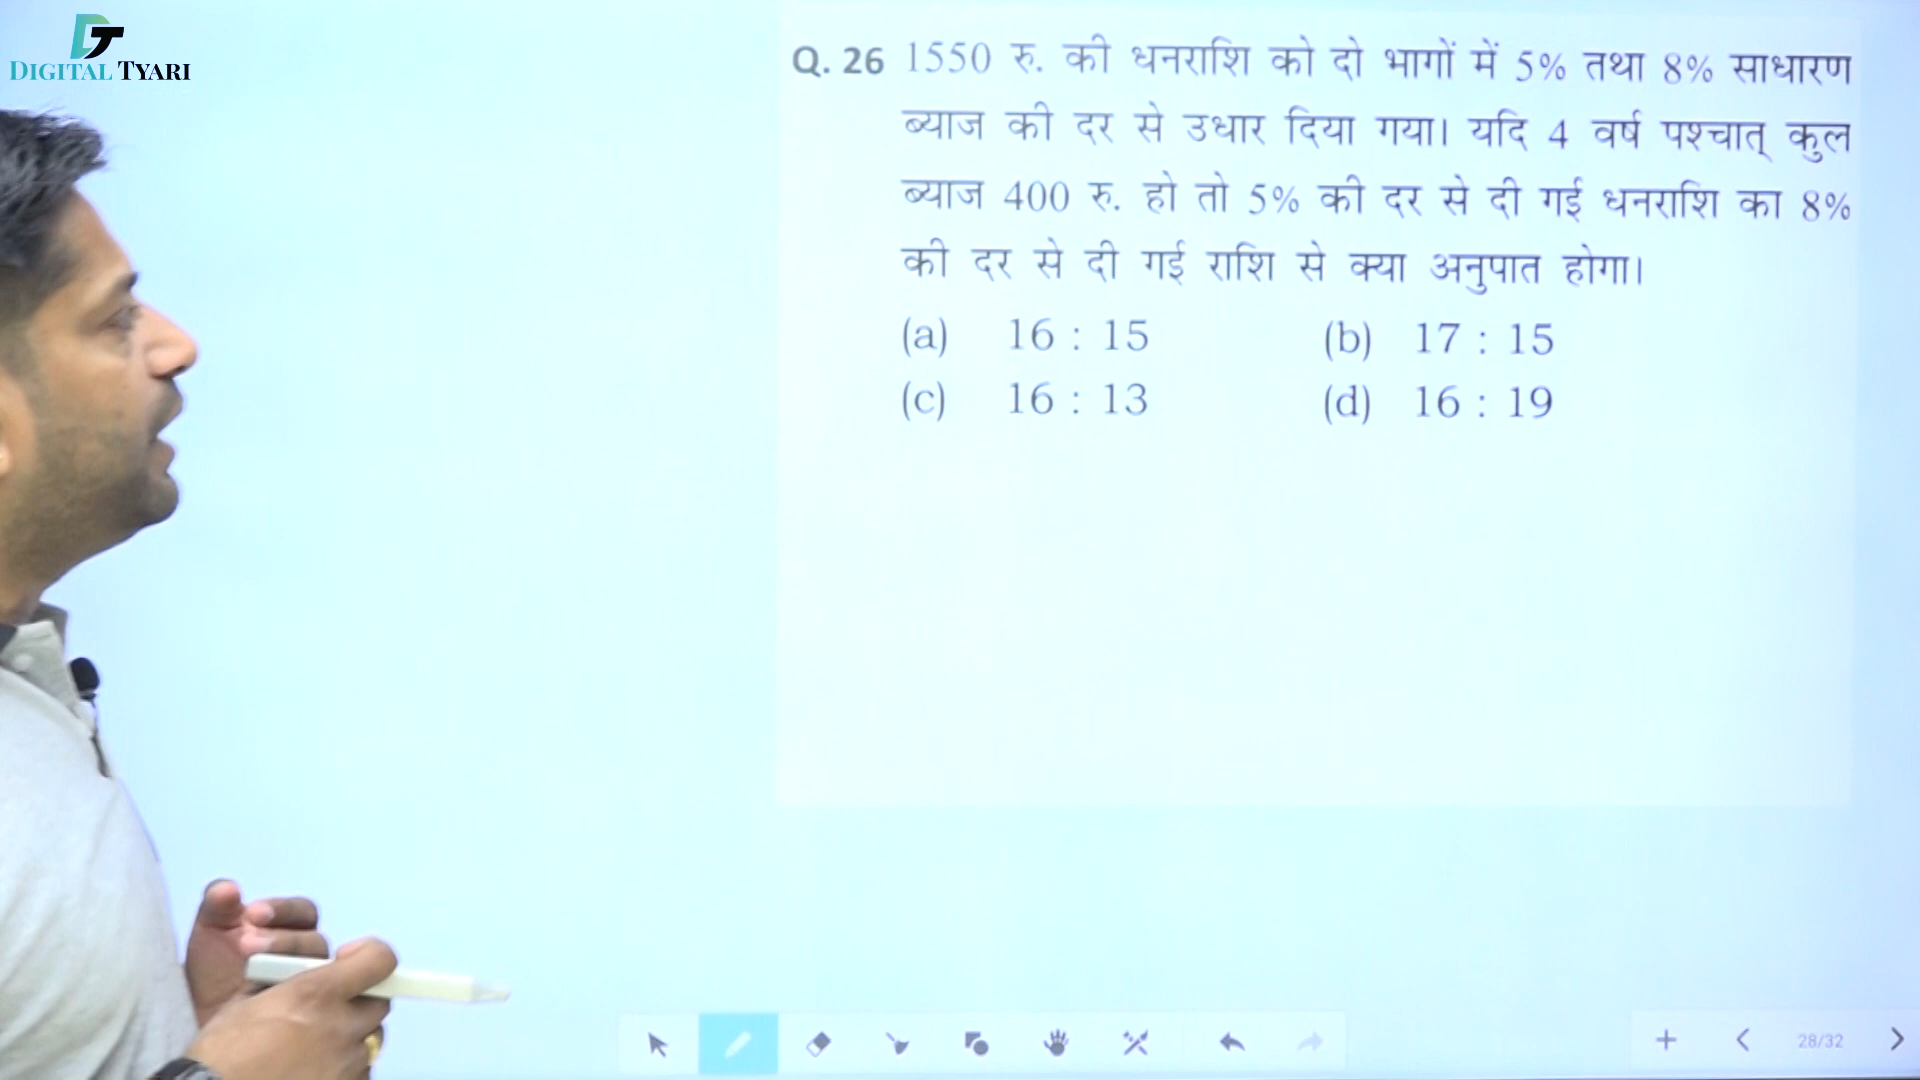 DIGITAL TYARI
Q. 26 1550 रु. की धनराशि को दो भागों में 5% तथा 8% साधारण
ब्याज की दर से उधार दिया गया। यदि 4 वर्ष पश्चात् कुल
ब्याज 400 रु. हो तो 5% की दर से दी गई धनराशि का 8%
की दर से दी गई राशि से क्या अनुपात होगा।
(a) 16 : 15 (b) 17 : 15
(c) 16 : 13 (d) 16 : 19
28/32